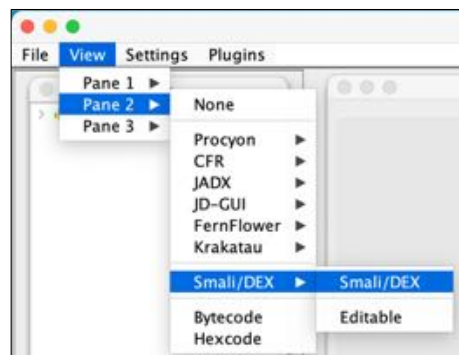 File View Settings Plugins
Pane 1
Pane 2
Pane 3
None
Procyon
CFR
JADX
JD-GUI
FernFlower
Krakatau
Smali/DEX
Bytecode
Hexcode
Smali/DEX
Editable